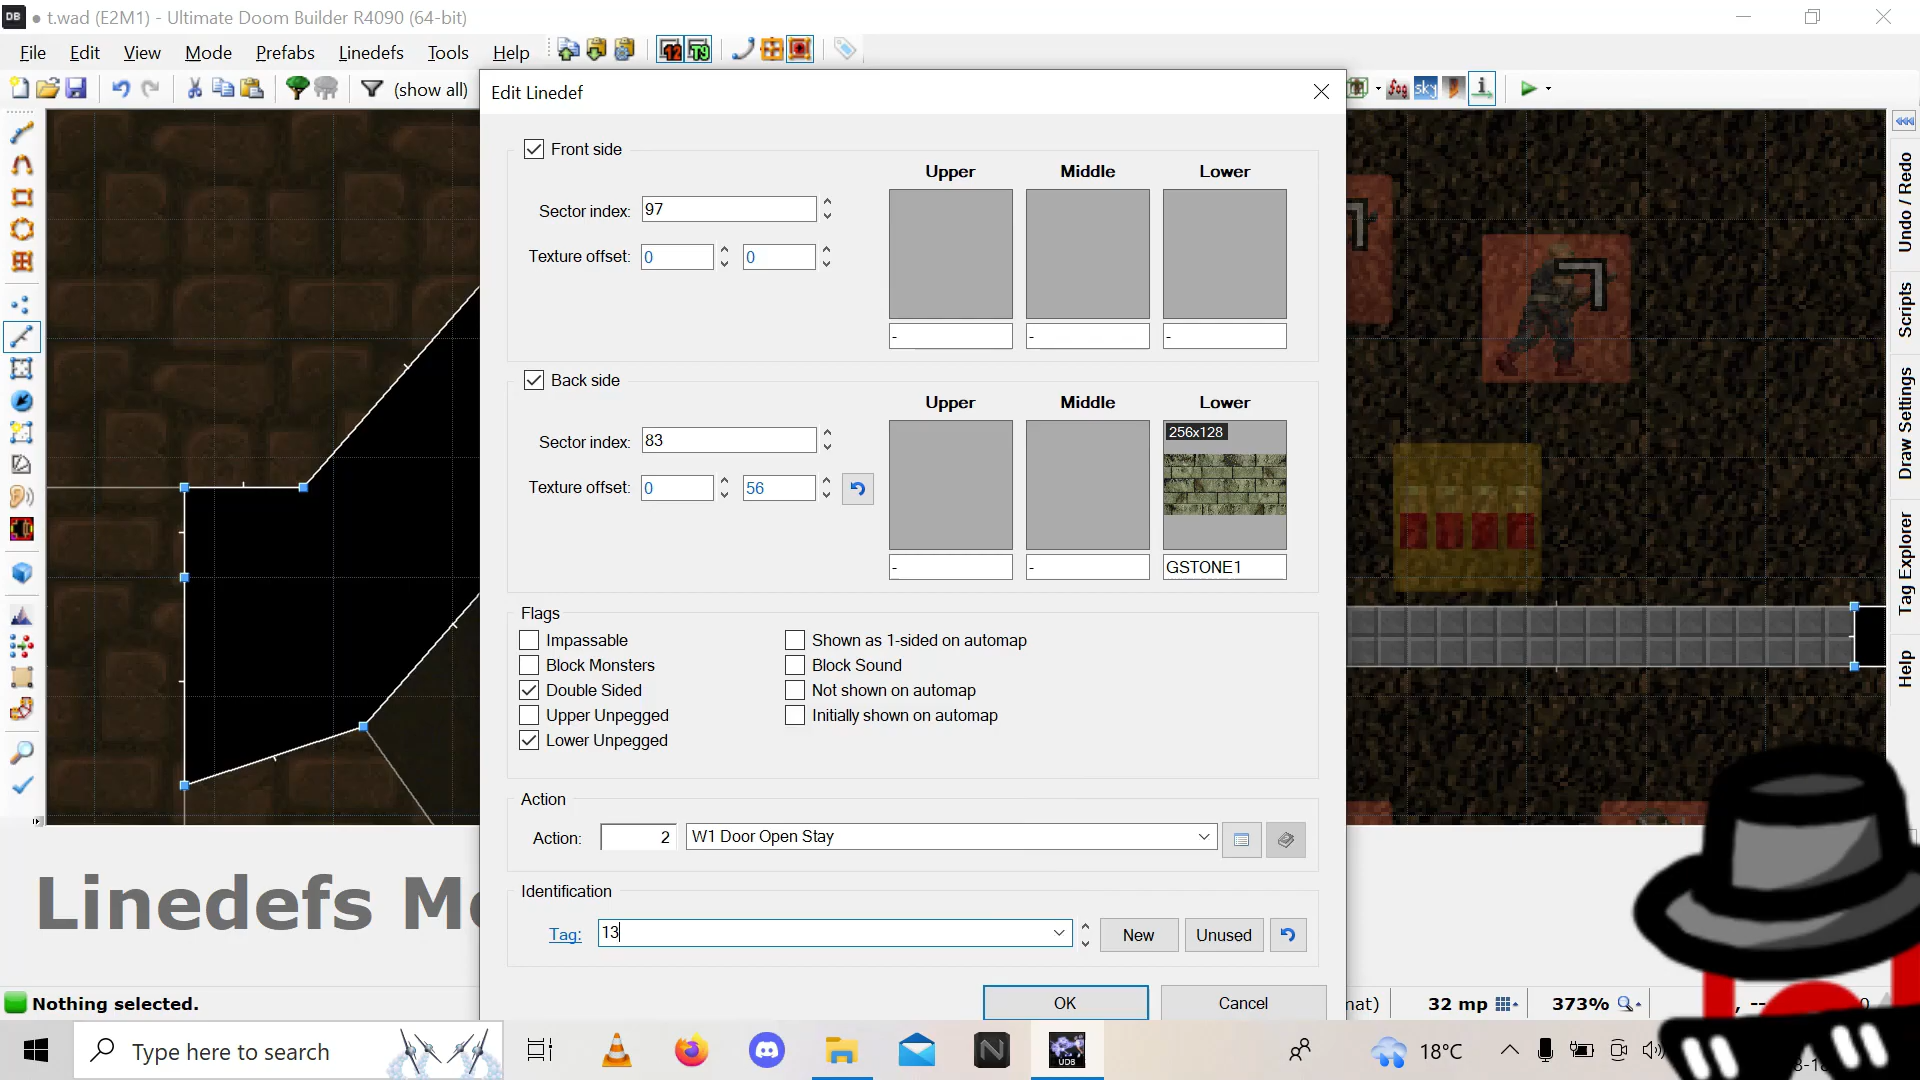 t.wad (E2M1) - Ultimate Doom Builder R4090 (64-bit)
File Edit View Mode Prefabs Linedefs Tools Help
(show all)
Edit Linedef
Front side
Upper Middle Lower
Sector index: 97
Texture offset: 0 0
- - -
Back side
Upper Middle Lower
256x128
Sector index: 83
Texture offset: 0 56
- - GSTONE1
Flags
Impassable
Block Monsters
Double Sided
Upper Unpegged
Lower Unpegged
Shown as 1-sided on automap
Block Sound
Not shown on automap
Initially shown on automap
Action
Action: 2 W1 Door Open Stay
Identification
Tag: 13 New Unused
OK Cancel
Undo / Redo
Scripts
Draw Settings
Tag Explorer
Help
Linedefs M
Nothing selected.
mat) 32 mp 373%
Type here to search
UDB
18°C